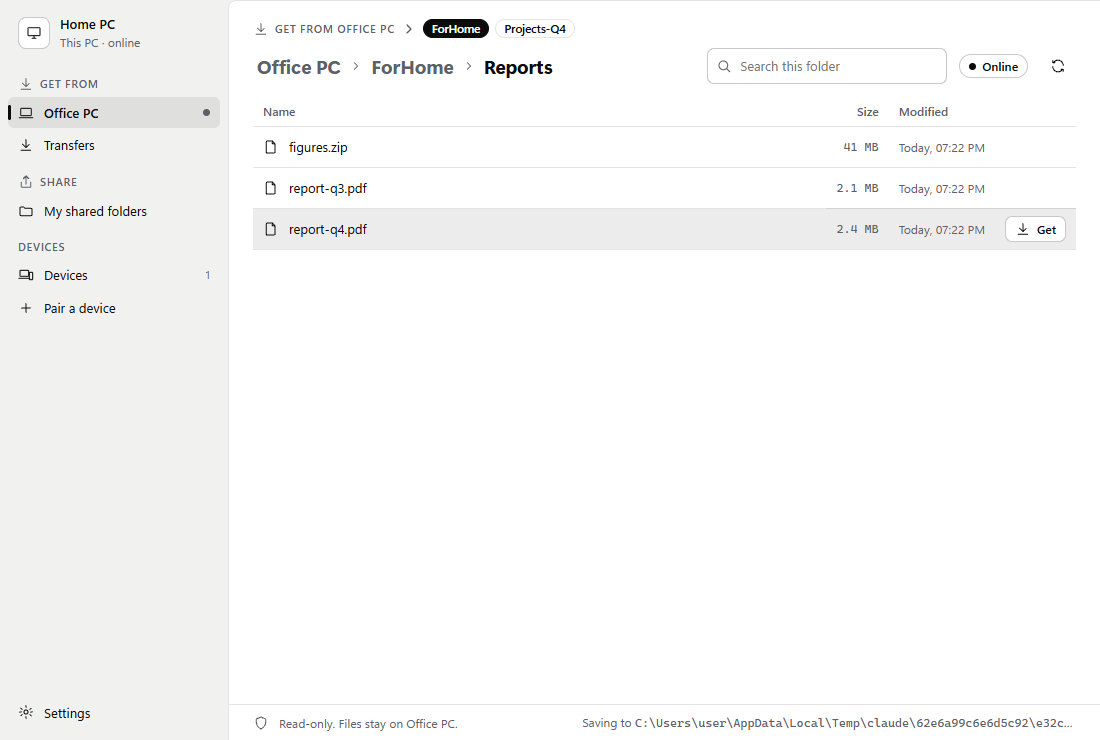 Home PC
This PC · online
GET FROM
Office PC
Transfers
SHARE
My shared folders
DEVICES
Devices 1
Pair a device
Settings
GET FROM OFFICE PC ForHome Projects-Q4
Office PC ForHome Reports
Search this folder
Online
Name Size Modified
figures.zip 41 MB Today, 07:22 PM
report-q3.pdf 2.1 MB Today, 07:22 PM
report-q4.pdf 2.4 MB Today, 07:22 PM Get
Read-only. Files stay on Office PC.
Saving to C:\Users\user\AppData\Local\Temp\claude\62e6a99c6e6d5c92\e32c…